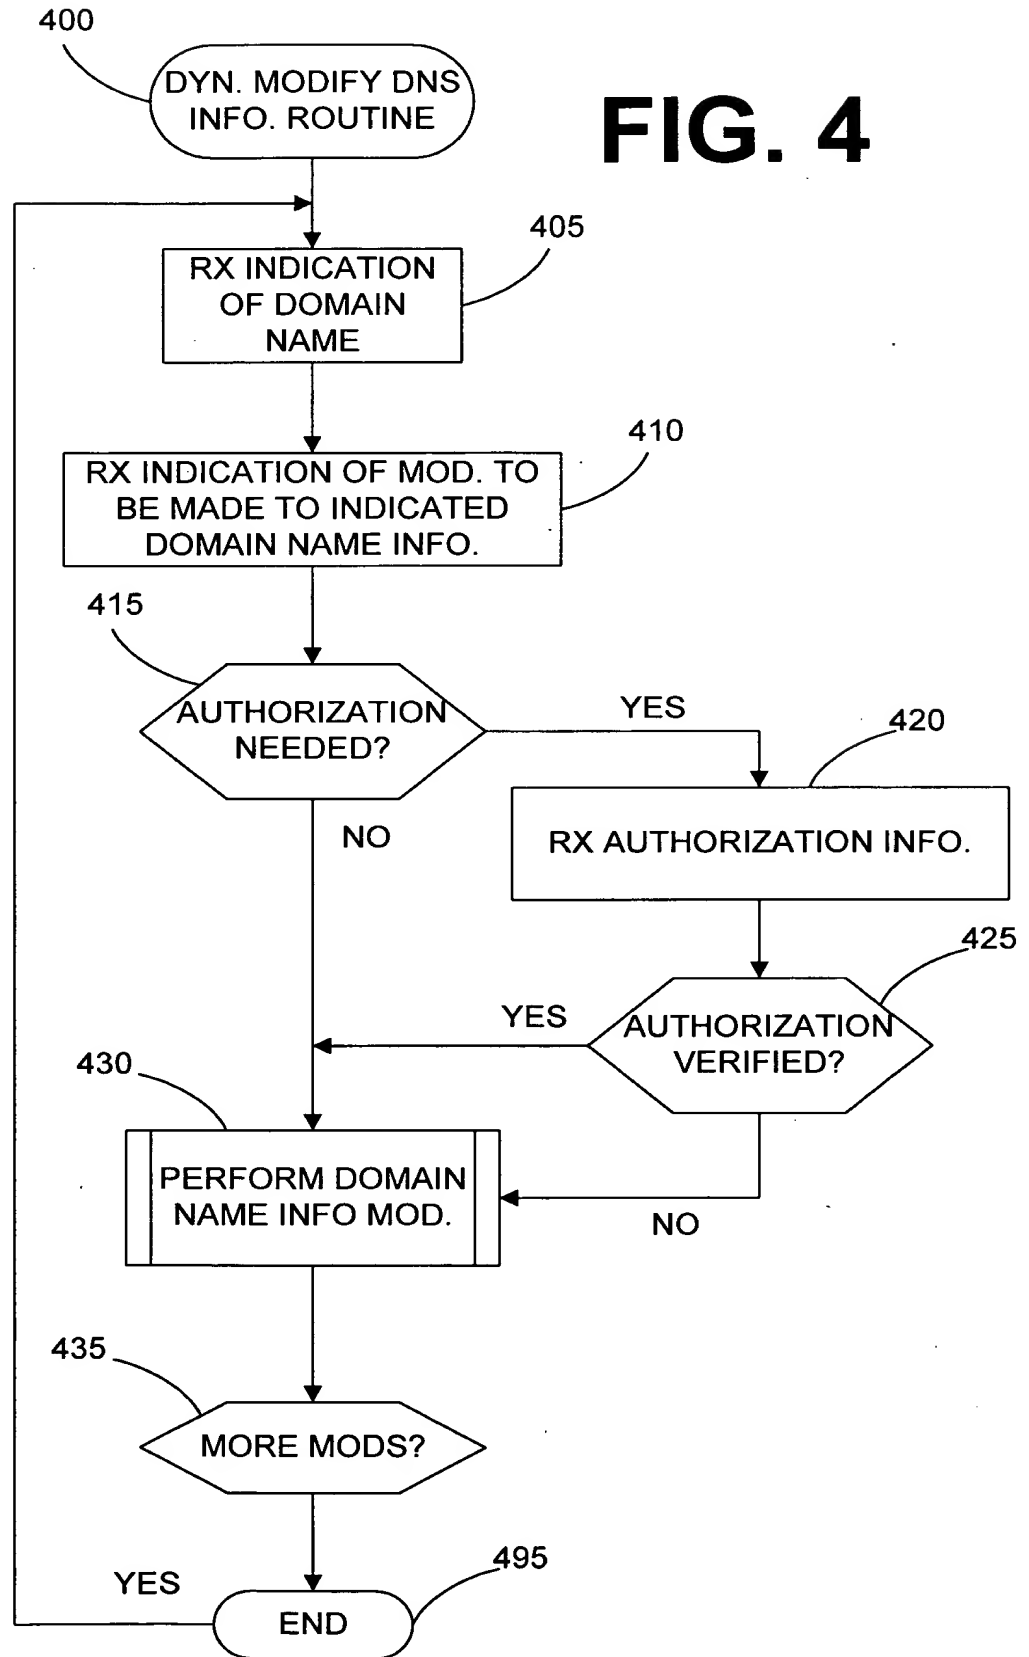 400
DYN. MODIFY DNS
INFO. ROUTINE
FIG. 4
405
RX INDICATION
OF DOMAIN
NAME
410
RX INDICATION OF MOD. TO
BE MADE TO INDICATED
DOMAIN NAME INFO.
415
AUTHORIZATION
NEEDED?
YES
420
NO
RX AUTHORIZATION INFO.
425
YES
AUTHORIZATION
VERIFIED?
430
PERFORM DOMAIN
NAME INFO MOD.
NO
435
MORE MODS?
495
YES
END